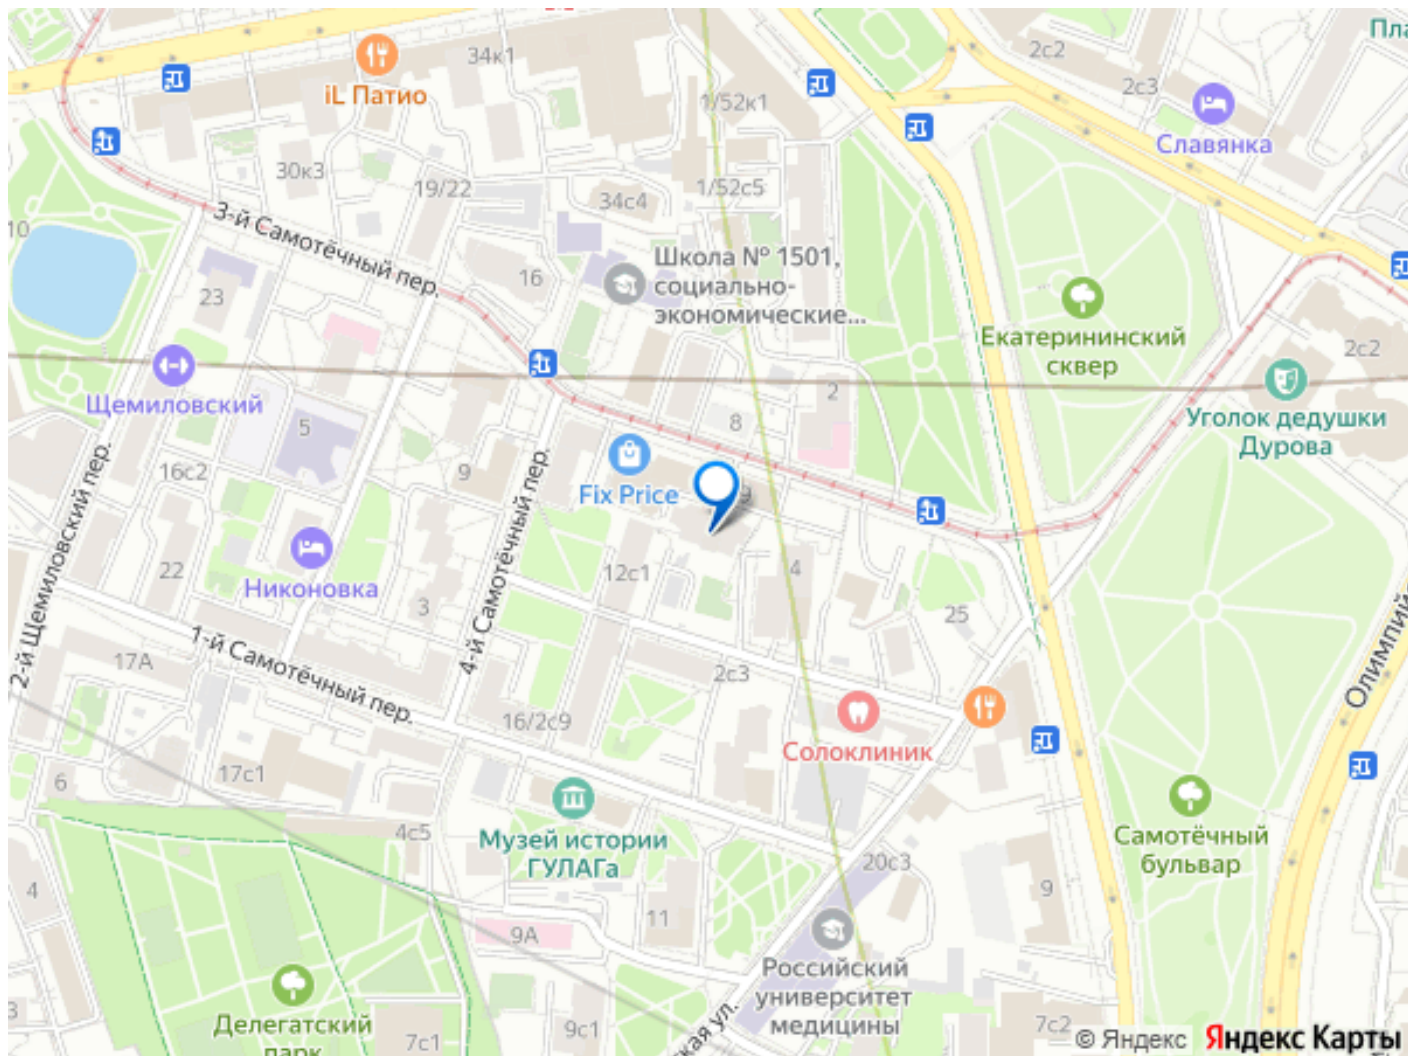 Пла
2с2
34к1
2с3
iL Патио
1/52к1
Славянка
30к3
19/22
1/52с5
34с4
10
3-й Самотёчный пер.
Школа № 1501,
социально-
экономические...
16
23
Екатерининский
сквер
2с2
Щемиловский
2
Уголок дедушки
Дурова
5
8
16с2
9
Fix Price
9
2-й Щемиловский пер.
4-й Самотёчный пер.
22
Никоновка
12с1
4
3
25
1-й Самотёчный пер.
17А
2с3
Олимпий
16/2с9
Солоклиник
17с1
6
Музей истории
ГУЛАГа
4с5
Самотёчный
бульвар
20с3
4
9
11
9А
Российский
университет
медицины
Делегатский
парк
3
7с1
9с1
кая ул.
7с2
© Яндекс Яндекс Карты